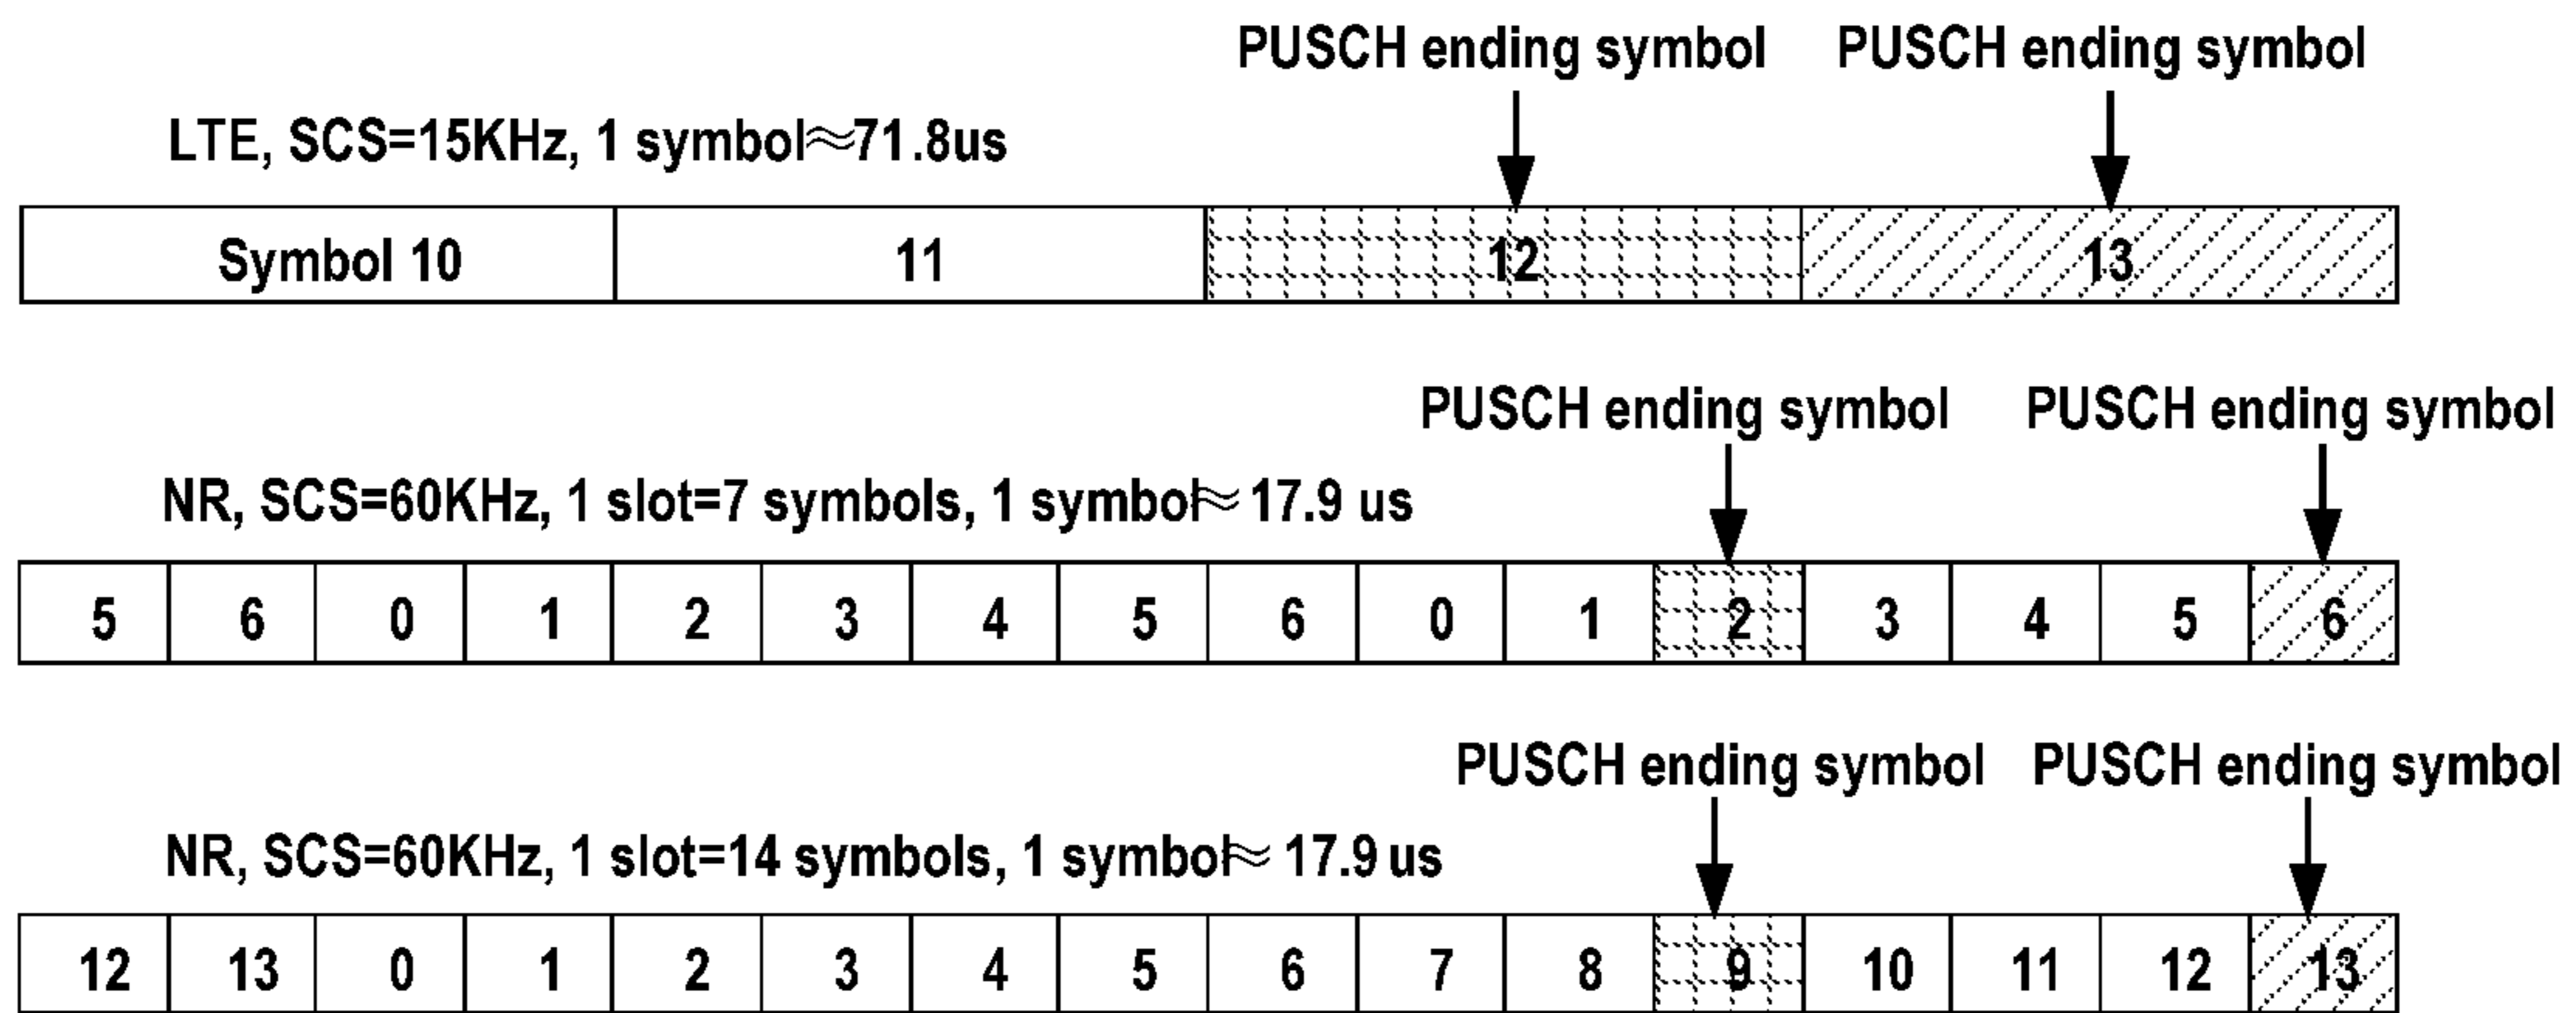 PUSCH ending symbol PUSCH ending symbol
LTE, SCS=15KHz, 1 symbol≈71.8us
Symbol 10 11 12 13
PUSCH ending symbol PUSCH ending symbol
NR, SCS=60KHz, 1 slot=7 symbols, 1 symbol≈ 17.9 us
5 6 0 1 2 3 4 5 6 0 1 2 3 4 5 6
PUSCH ending symbol PUSCH ending symbol
NR, SCS=60KHz, 1 slot=14 symbols, 1 symbol≈ 17.9 us
12 13 0 1 2 3 4 5 6 7 8 9 10 11 12 13